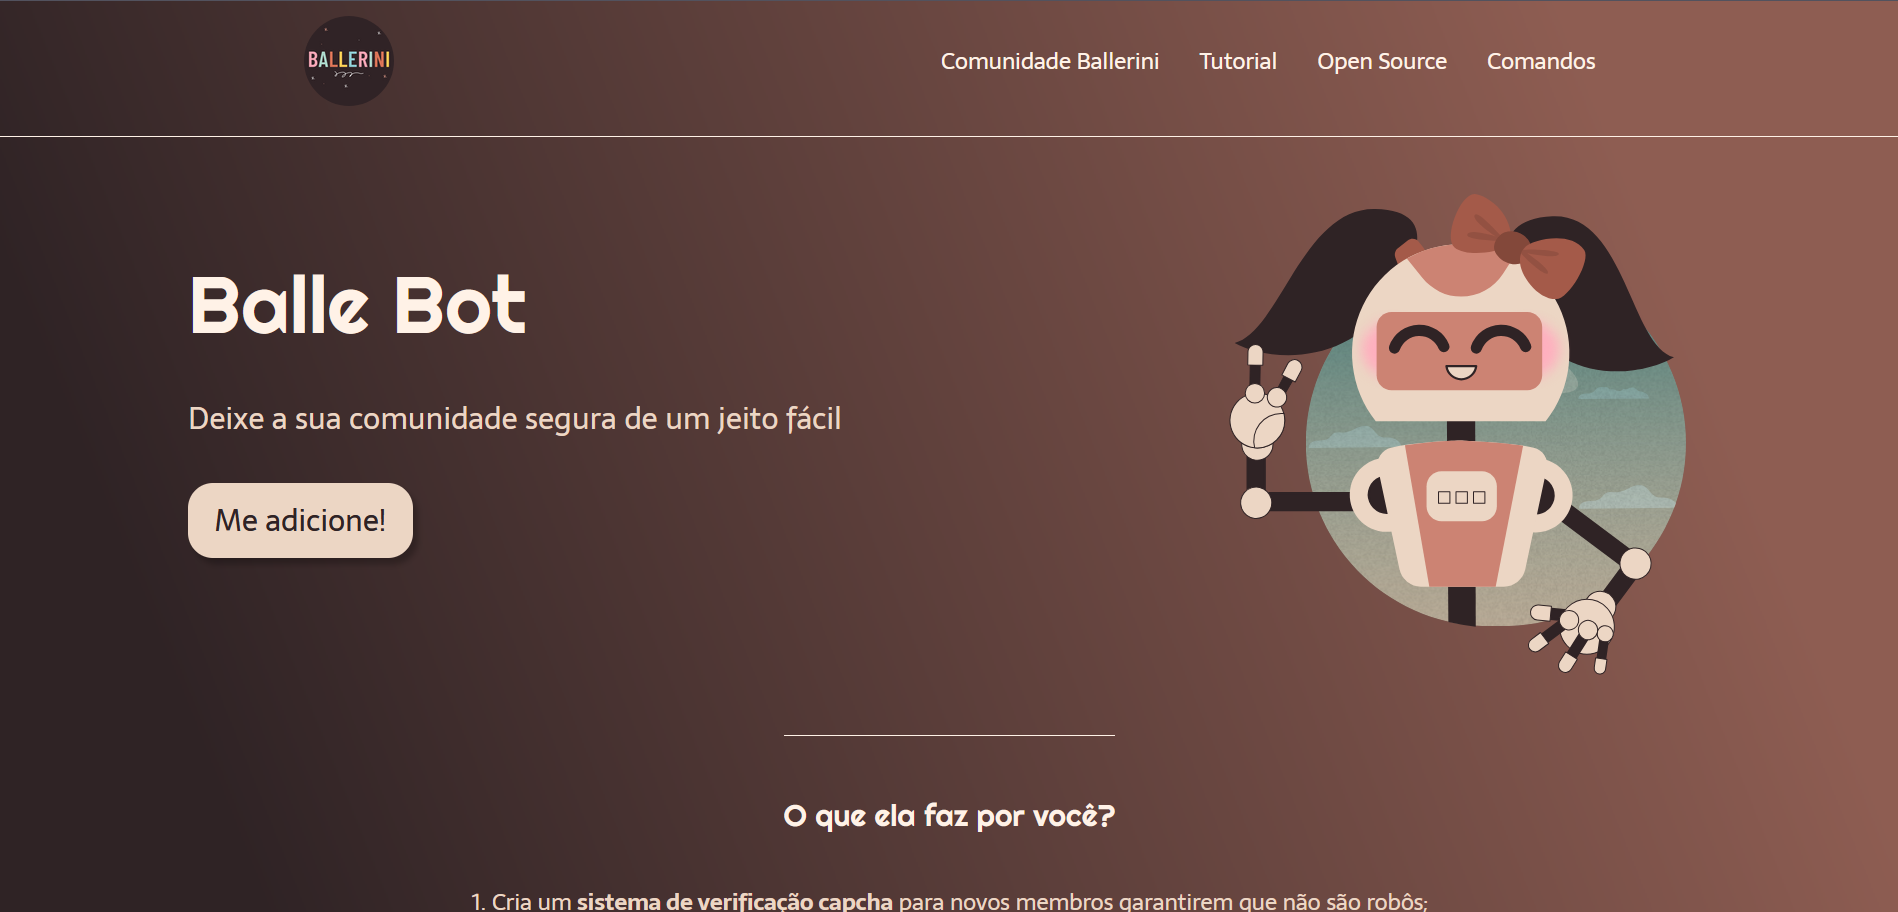 BALLERINI
Comunidade Ballerini Tutorial Open Source Comandos
Balle Bot
Deixe a sua comunidade segura de um jeito fácil
Me adicione!
O que ela faz por você?
1. Cria um sistema de verificação capcha para novos membros garantirem que não são robôs;